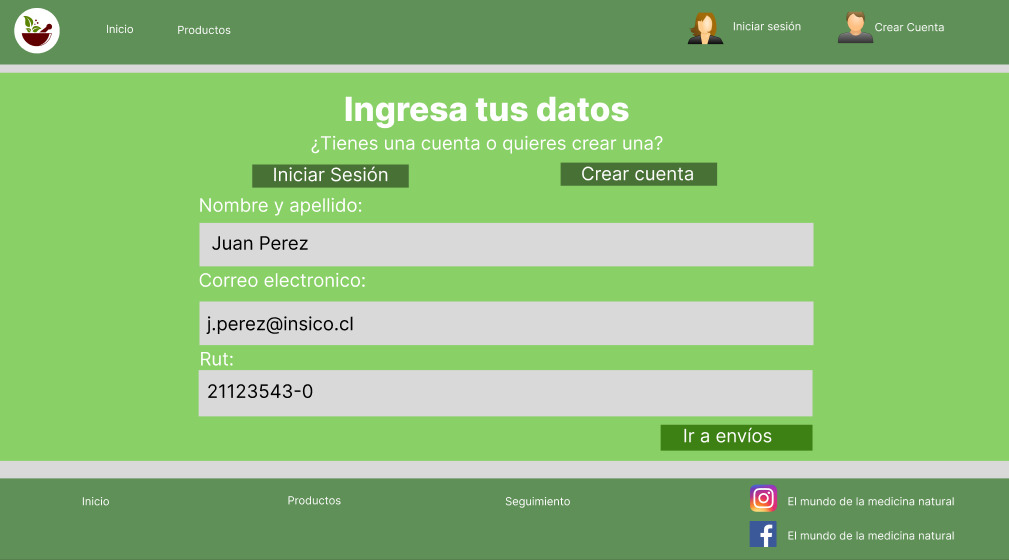 Inicio
Productos
Iniciar sesión
Crear Cuenta
Ingresa tus datos
¿Tienes una cuenta o quieres crear una?
Iniciar Sesión
Crear cuenta
Nombre y apellido:
Juan Perez
Correo electronico:
j.perez@insico.cl
Rut:
21123543-0
Ir a envíos
Inicio
Productos
Seguimiento
El mundo de la medicina natural
El mundo de la medicina natural